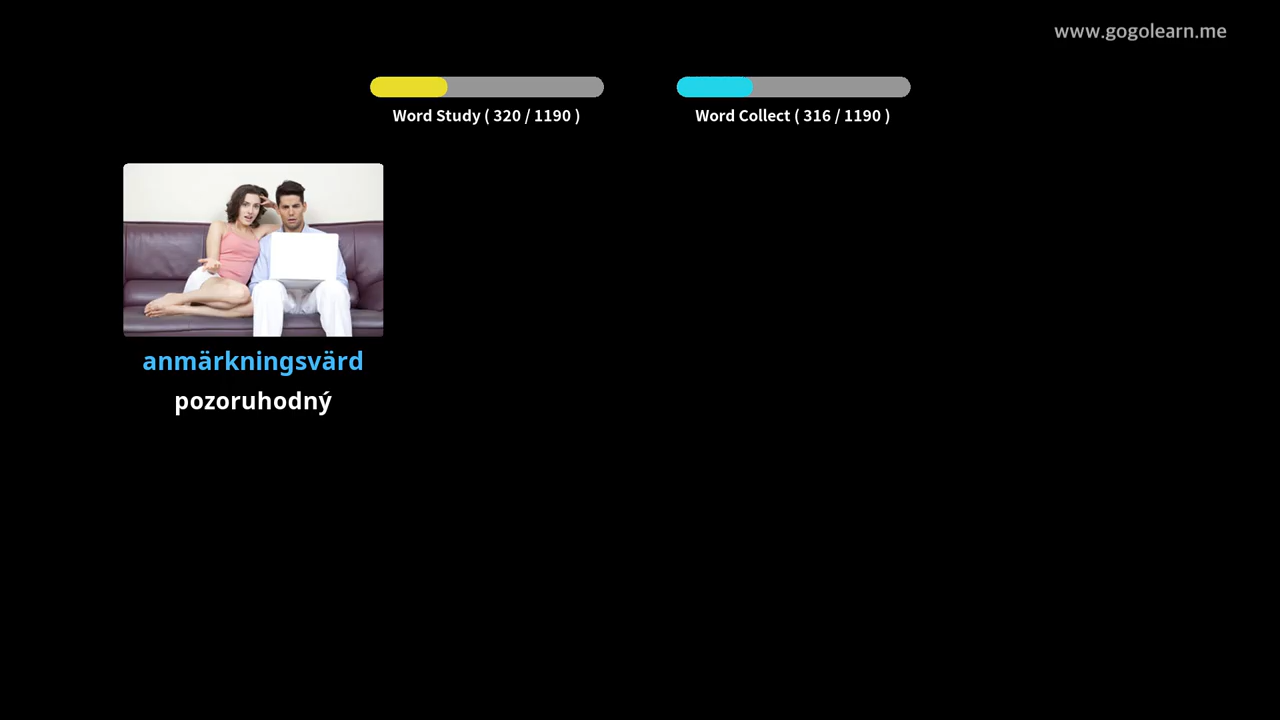 www.gogolearn.me
Word Study ( 320 / 1190 )
Word Collect ( 316 / 1190 )
anmärkningsvärd
pozoruhodný